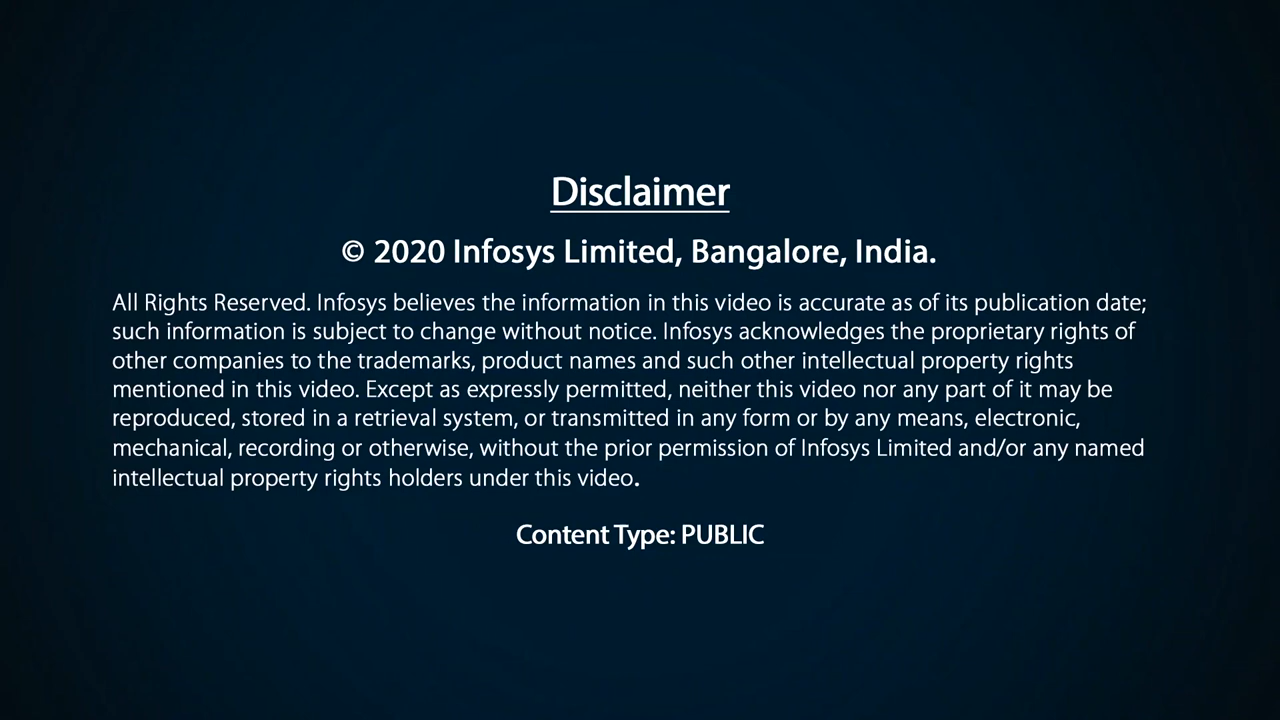 Disclaimer
© 2020 Infosys Limited, Bangalore, India.
All Rights Reserved. Infosys believes the information in this video is accurate as of its publication date;
such information is subject to change without notice. Infosys acknowledges the proprietary rights of
other companies to the trademarks, product names and such other intellectual property rights
mentioned in this video. Except as expressly permitted, neither this video nor any part of it may be
reproduced, stored in a retrieval system, or transmitted in any form or by any means, electronic,
mechanical, recording or otherwise, without the prior permission of Infosys Limited and/or any named
intellectual property rights holders under this video.
Content Type: PUBLIC